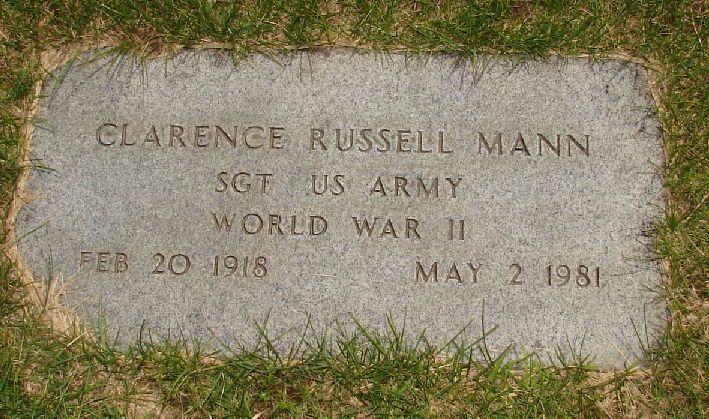 CLARENCE RUSSELL MANN
SGT US ARMY
WORLD WAR II
FEB 20 1918 MAY 2 1981